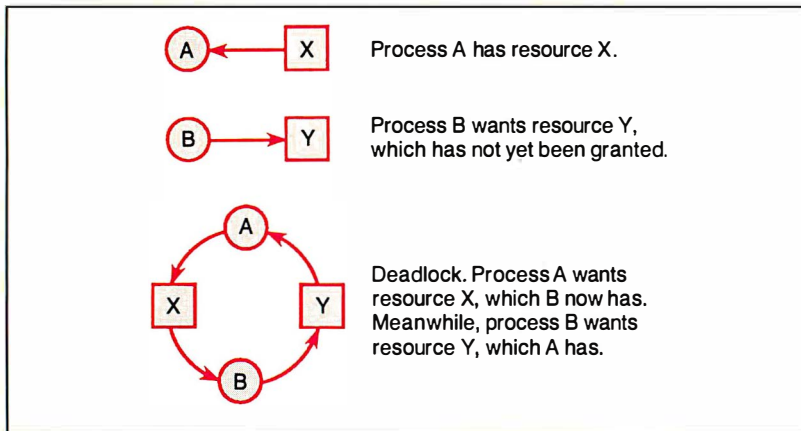 A X
Process A has resource X.
B Y
Process B wants resource Y,
which has not yet been granted.
A
X Y
B
Deadlock. Process A wants
resource X, which B now has.
Meanwhile, process B wants
resource Y, which A has.